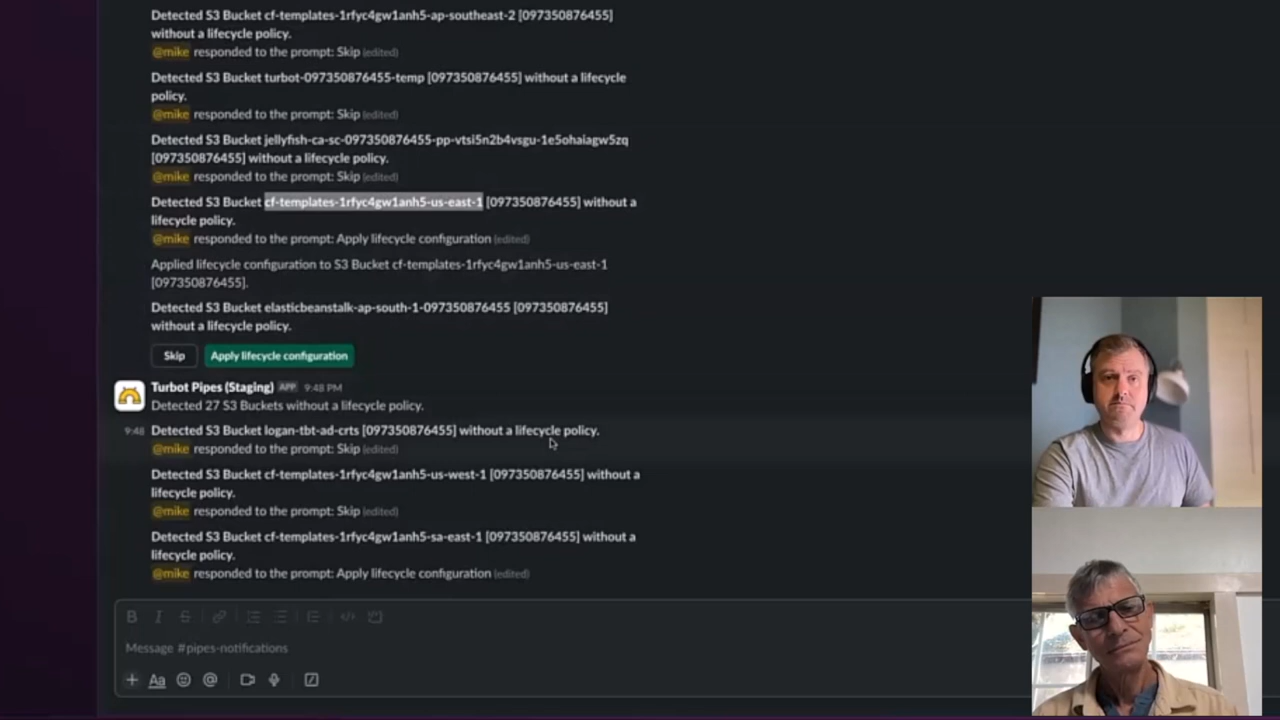 Detected S3 Bucket cf-templates-1rfyc4gw1anh5-ap-southeast-2 [097350876455]
without a lifecycle policy.
@mike responded to the prompt: Skip (edited)
Detected S3 Bucket turbot-097350876455-temp [097350876455] without a lifecycle
policy.
@mike responded to the prompt: Skip (edited)
Detected S3 Bucket jellyfish-ca-sc-097350876455-pp-vtsi5n2b4vsgu-1e5ohaiagw5zq
[097350876455] without a lifecycle policy.
@mike responded to the prompt: Skip (edited)
Detected S3 Bucket cf-templates-1rfyc4gw1anh5-us-east-1 [097350876455] without a
lifecycle policy.
@mike responded to the prompt: Apply lifecycle configuration (edited)
Applied lifecycle configuration to S3 Bucket cf-templates-1rfyc4gw1anh5-us-east-1
[097350876455].
Detected S3 Bucket elasticbeanstalk-ap-south-1-097350876455 [097350876455]
without a lifecycle policy.
Skip Apply lifecycle configuration
Turbot Pipes (Staging) APP 9:48 PM
Detected 27 S3 Buckets without a lifecycle policy.
9:48 Detected S3 Bucket logan-tbt-ad-crts [097350876455] without a lifecycle policy.
@mike responded to the prompt: Skip (edited)
Detected S3 Bucket cf-templates-1rfyc4gw1anh5-us-west-1 [097350876455] without a
lifecycle policy.
@mike responded to the prompt: Skip (edited)
Detected S3 Bucket cf-templates-1rfyc4gw1anh5-sa-east-1 [097350876455] without a
lifecycle policy.
@mike responded to the prompt: Apply lifecycle configuration (edited)
B I S
Message #pipes-notifications
+ Aa @